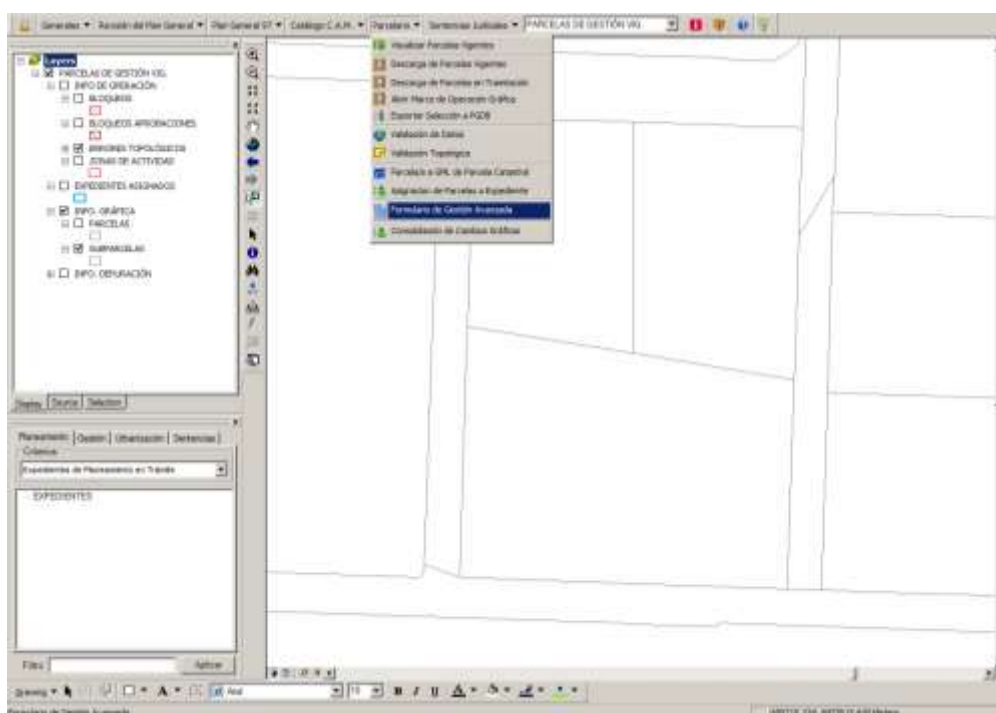 Generales Revisión del Plan General Plan General 97 Catálogo C.A.M. Parcelario Sentencias Judiciales PARCELAS DE GESTIÓN VIG.
Visualizar Parcelas Vigentes
Descarga de Parcelas Vigentes
Descarga de Parcelas en Tramitación
Abrir Marco de Operación Gráfica
Exportar Selección a PGDB
Validación de Datos
Validación Topológica
Parcelario a GML de Parcela Catastral
Asignación de Parcelas a Expediente
Formulario de Gestión Avanzada
Consolidación de Cambios Gráficos
Layers
PARCELAS DE GESTIÓN VIG.
INFO DE OPERACIÓN
BLOQUEOS
BLOQUEOS APROBACIONES
ERRORES TOPOLÓGICOS
ZONAS DE ACTIVIDAD
EXPEDIENTES ASIGNADOS
INFO. GRÁFICA
PARCELAS
SUBPARCELAS
INFO. DEPURACIÓN
Display Source Selection
Planeamiento Gestión Urbanización Sentencias
Criterios
Expedientes de Planeamiento en Trámite
EXPEDIENTES
Filtro Aplicar
Drawing A Arial 10 B I U A
Formulario de Gestión Avanzada